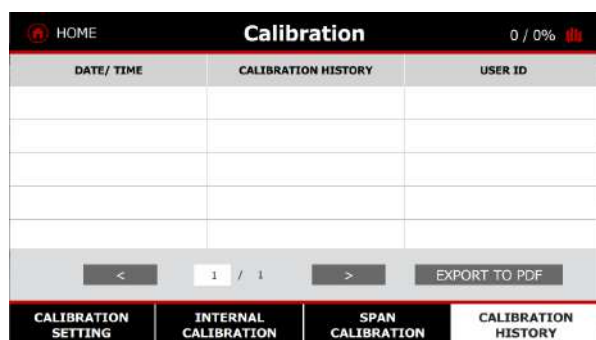 HOME Calibration 0 / 0%
DATE/ TIME CALIBRATION HISTORY USER ID
< 1 / 1 > EXPORT TO PDF
CALIBRATION SETTING INTERNAL CALIBRATION SPAN CALIBRATION CALIBRATION HISTORY